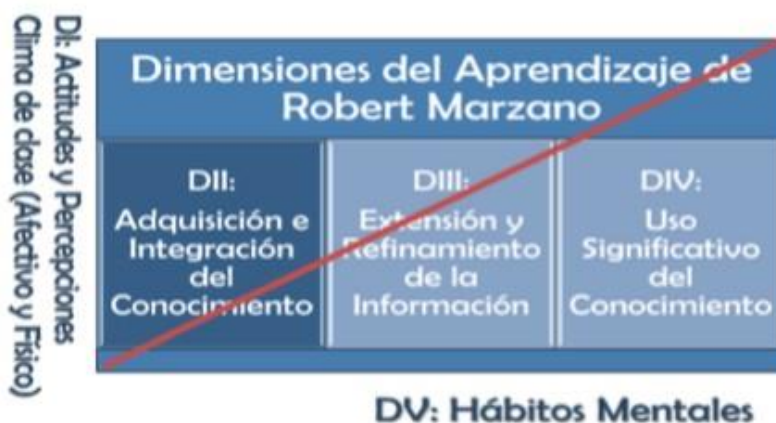 DI: Actitudes y Percepciones
Clima de clase (Afectivo y Físico)
Dimensiones del Aprendizaje de
Robert Marzano
DII:
Adquisición e
Integración
del
Conocimiento
DIII:
Extensión y
Refinamiento
de la
Información
DIV:
Uso
Significativo
del
Conocimiento
DV: Hábitos Mentales